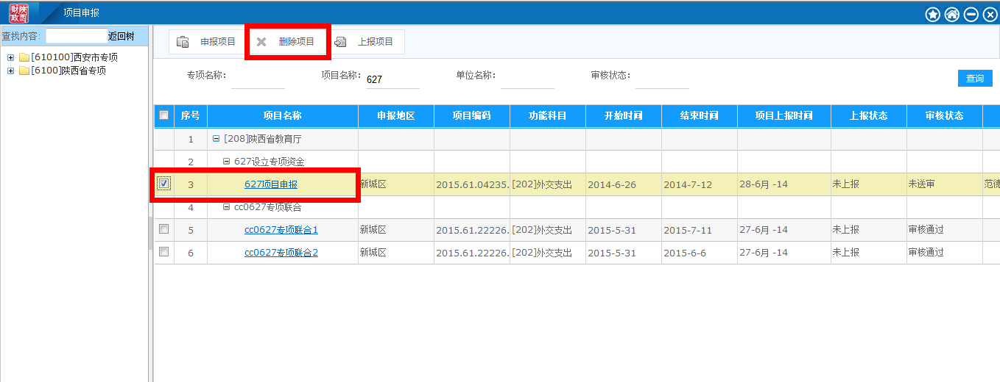 财陕政西 项目申报
查找内容: 返回树
[610100]西安市专项
[6100]陕西省专项
申报项目 删除项目 上报项目
专项名称: 项目名称: 627 单位名称: 审核状态: 查询
序号 项目名称 申报地区 项目编码 功能科目 开始时间 结束时间 项目上报时间 上报状态 审核状态
1 [208]陕西省教育厅
2 627设立专项资金
3 627项目申报 新城区 2015.61.04235. [202]外交支出 2014-6-26 2014-7-12 28-6月 -14 未上报 未送审 范德
4 cc0627专项联合
5 cc0627专项联合1 新城区 2015.61.22226. [202]外交支出 2015-5-31 2015-7-11 27-6月 -14 未上报 审核通过
6 cc0627专项联合2 新城区 2015.61.22226. [202]外交支出 2015-5-31 2015-6-6 27-6月 -14 未上报 审核通过